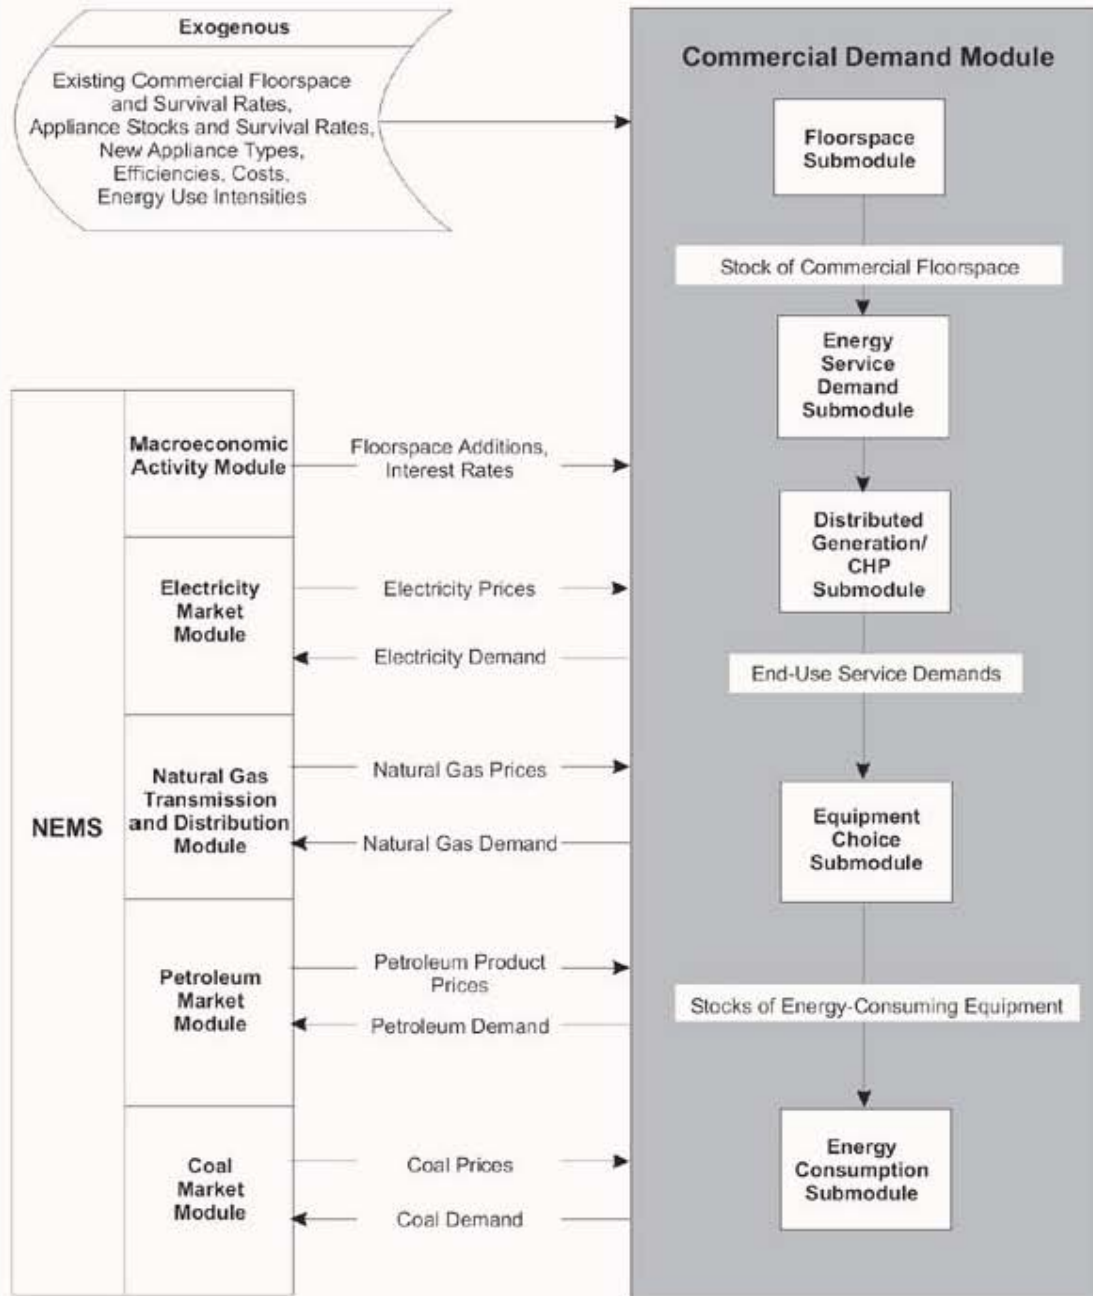 Exogenous
Existing Commercial Floorspace
and Survival Rates,
Appliance Stocks and Survival Rates,
New Appliance Types,
Efficiencies, Costs,
Energy Use Intensities
NEMS
Macroeconomic
Activity Module
Electricity
Market
Module
Natural Gas
Transmission
and Distribution
Module
Petroleum
Market
Module
Coal
Market
Module
Floorspace Additions,
Interest Rates
Electricity Prices
Electricity Demand
Natural Gas Prices
Natural Gas Demand
Petroleum Product
Prices
Petroleum Demand
Coal Prices
Coal Demand
Commercial Demand Module
Floorspace
Submodule
Stock of Commercial Floorspace
Energy
Service
Demand
Submodule
Distributed
Generation/
CHP
Submodule
End-Use Service Demands
Equipment
Choice
Submodule
Stocks of Energy-Consuming Equipment
Energy
Consumption
Submodule